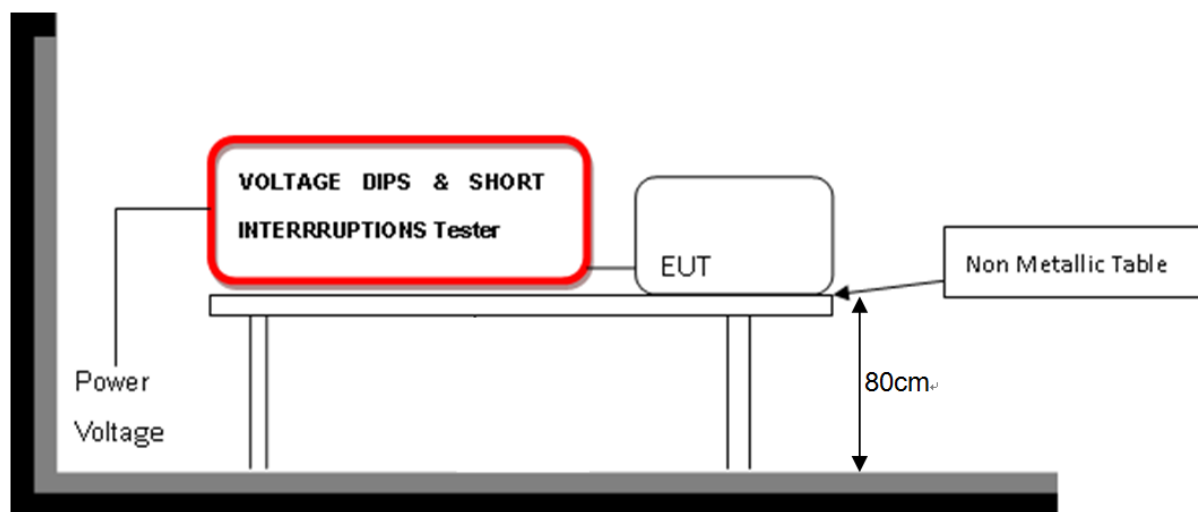 VOLTAGE DIPS & SHORT
INTERRRUPTIONS Tester
EUT
Non Metallic Table
Power
Voltage
80cm